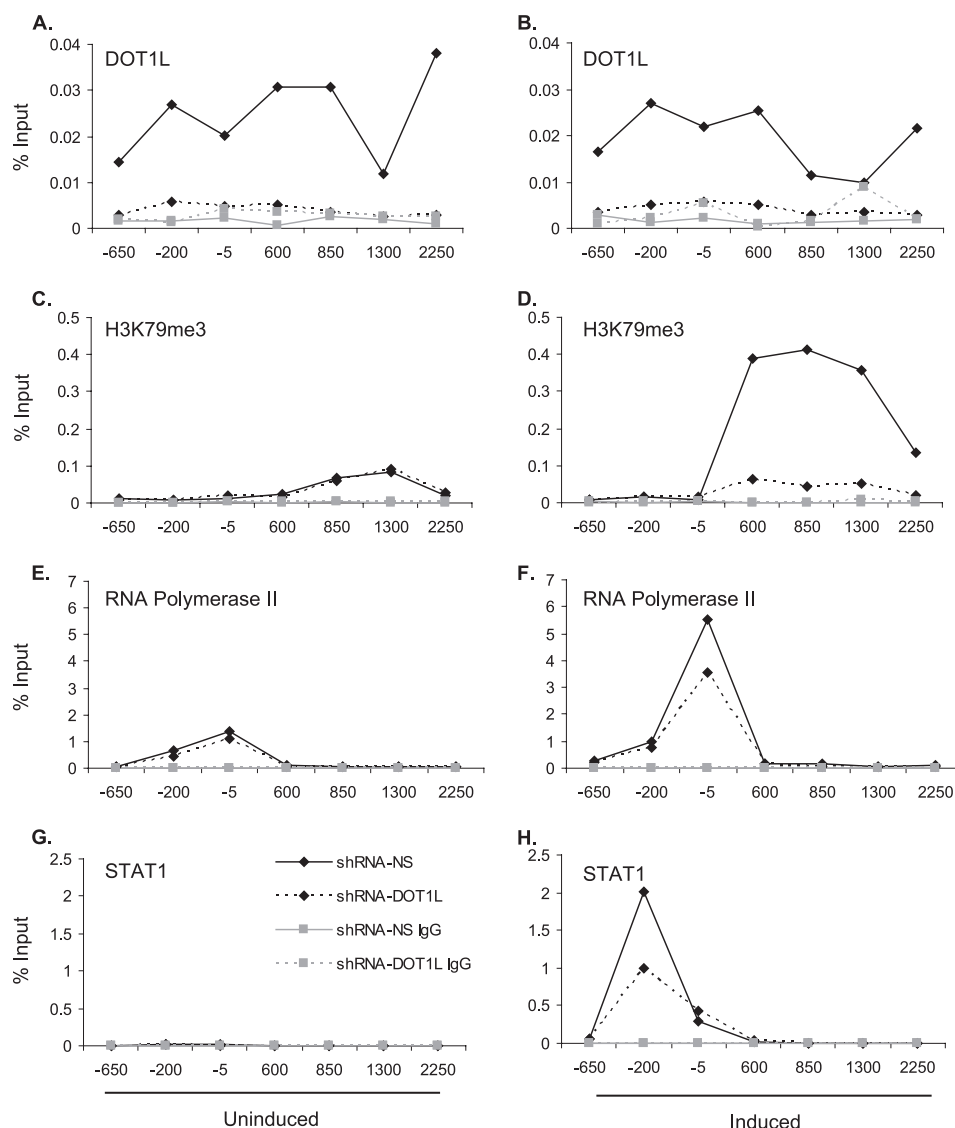 A.
DOT1L
0.04
0.03
0.02
0.01
0
% Input
-650 -200 -5 600 850 1300 2250
B.
DOT1L
0.04
0.03
0.02
0.01
0
-650 -200 -5 600 850 1300 2250
C.
H3K79me3
0.5
0.4
0.3
0.2
0.1
0
% Input
-650 -200 -5 600 850 1300 2250
D.
H3K79me3
0.5
0.4
0.3
0.2
0.1
0
-650 -200 -5 600 850 1300 2250
E.
RNA Polymerase II
7
6
5
4
3
2
1
0
% Input
-650 -200 -5 600 850 1300 2250
F.
RNA Polymerase II
7
6
5
4
3
2
1
0
-650 -200 -5 600 850 1300 2250
G.
STAT1
2.5
2
1.5
1
0.5
0
% Input
shRNA-NS
shRNA-DOT1L
shRNA-NS IgG
shRNA-DOT1L IgG
-650 -200 -5 600 850 1300 2250
Uninduced
H.
STAT1
2.5
2
1.5
1
0.5
0
-650 -200 -5 600 850 1300 2250
Induced